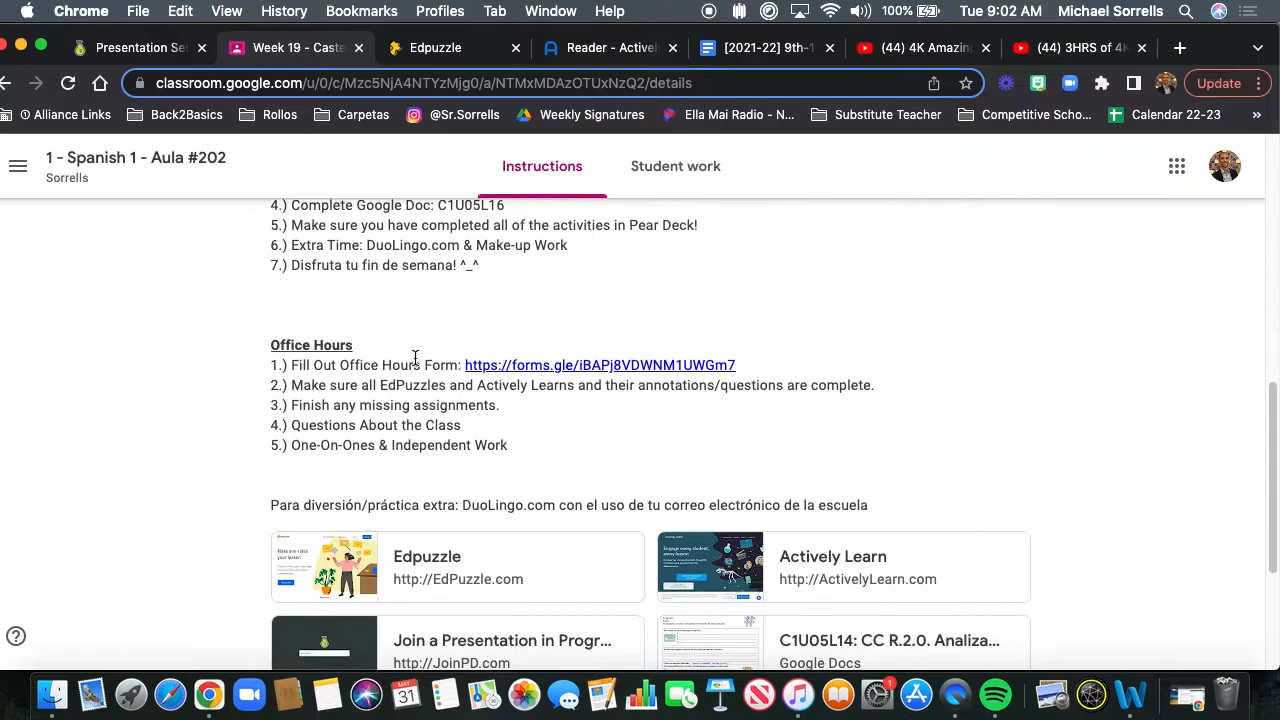 Chrome File Edit View History Bookmarks Profiles Tab Window Help 100% Tue 9:02 AM Michael Sorrells
Presentation Se Week 19 - Caste Edpuzzle Reader - Activel [2021-22] 9th-1 (44) 4K Amazin (44) 3HRS of 4K
classroom.google.com/u/0/c/Mzc5NjA4NTYzMjg0/a/NTMxMDAzOTUxNzQ2/details Update
Alliance Links Back2Basics Rollos Carpetas @Sr.Sorrells Weekly Signatures Ella Mai Radio - N... Substitute Teacher Competitive Scho... Calendar 22-23 »
1 - Spanish 1 - Aula #202
Sorrells
Instructions Student work
4.) Complete Google Doc: C1U05L16
5.) Make sure you have completed all of the activities in Pear Deck!
6.) Extra Time: DuoLingo.com & Make-up Work
7.) Disfruta tu fin de semana! ^_^
Office Hours
1.) Fill Out Office Hours Form: https://forms.gle/iBAPj8VDWNM1UWGm7
2.) Make sure all EdPuzzles and Actively Learns and their annotations/questions are complete.
3.) Finish any missing assignments.
4.) Questions About the Class
5.) One-On-Ones & Independent Work
Para diversión/práctica extra: DuoLingo.com con el uso de tu correo electrónico de la escuela
Edpuzzle
http://EdPuzzle.com
Actively Learn
http://ActivelyLearn.com
a Presentation in Progr...
http://JoinPD.com
C1U05L14: CC R.2.0. Analiza...
Google Docs
MAY
31
1